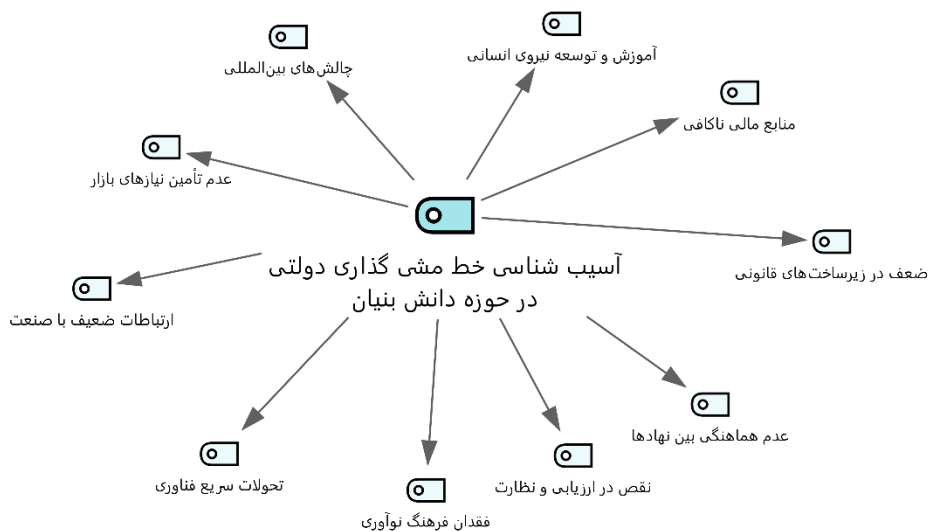 آموزش و توسعه نیروی انسانی
چالش‌های بین‌المللی
منابع مالی ناکافی
عدم تأمین نیازهای بازار
ضعف در زیرساخت‌های قانونی
آسیب شناسی خط مشی گذاری دولتی
در حوزه دانش بنیان
ارتباطات ضعیف با صنعت
عدم هماهنگی بین نهادها
نقص در ارزیابی و نظارت
تحولات سریع فناوری
فقدان فرهنگ نوآوری